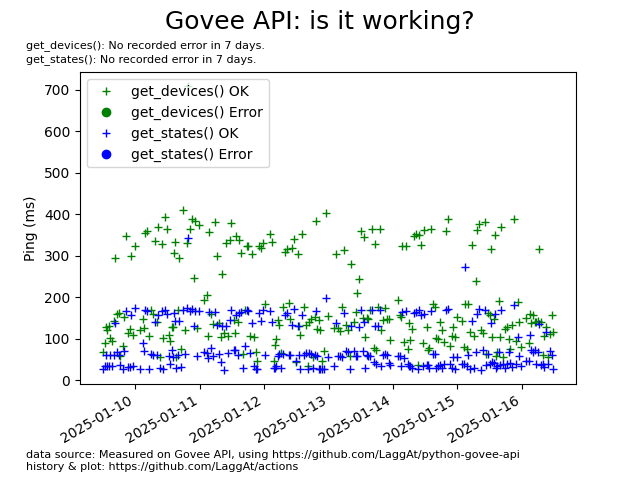 Govee API: is it working?
get_devices(): No recorded error in 7 days.
get_states(): No recorded error in 7 days.
get_devices() OK
get_devices() Error
get_states() OK
get_states() Error
Ping (ms)
700
600
500
400
300
200
100
0
2025-01-10
2025-01-11
2025-01-12
2025-01-13
2025-01-14
2025-01-15
2025-01-16
data source: Measured on Govee API, using https://github.com/LaggAt/python-govee-api
history & plot: https://github.com/LaggAt/actions